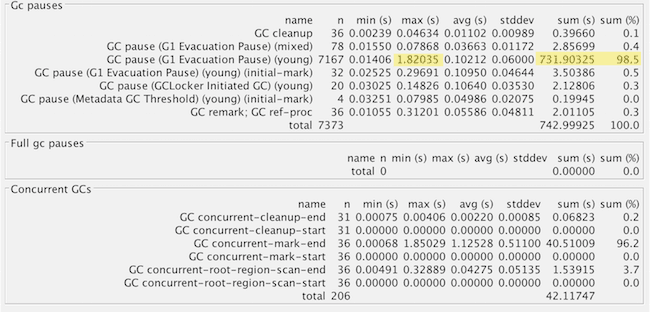 Gc pauses
name n min (s) max (s) avg (s) stddev sum (s) sum (%)
GC cleanup 36 0.00239 0.04634 0.01102 0.00989 0.39660 0.1
GC pause (G1 Evacuation Pause) (mixed) 78 0.01550 0.07868 0.03663 0.01172 2.85699 0.4
GC pause (G1 Evacuation Pause) (young) 7167 0.01406 1.82035 0.10212 0.06000 731.90325 98.5
GC pause (G1 Evacuation Pause) (young) (initial-mark) 32 0.02525 0.29691 0.10950 0.04644 3.50386 0.5
GC pause (GCLocker Initiated GC) (young) 20 0.03025 0.14826 0.10640 0.03530 2.12806 0.3
GC pause (Metadata GC Threshold) (young) (initial-mark) 4 0.03251 0.07985 0.04986 0.02075 0.19945 0.0
GC remark; GC ref-proc 36 0.01055 0.31201 0.05586 0.04811 2.01105 0.3
total 7373 742.99925 100.0
Full gc pauses
name n min (s) max (s) avg (s) stddev sum (s) sum (%)
total 0 0.00000 0.0
Concurrent GCs
name n min (s) max (s) avg (s) stddev sum (s) sum (%)
GC concurrent-cleanup-end 31 0.00075 0.00406 0.00220 0.00085 0.06823 0.2
GC concurrent-cleanup-start 31 0.00000 0.00000 0.00000 0.00000 0.00000 0.0
GC concurrent-mark-end 36 0.00068 1.85029 1.12528 0.51100 40.51009 96.2
GC concurrent-mark-start 36 0.00000 0.00000 0.00000 0.00000 0.00000 0.0
GC concurrent-root-region-scan-end 36 0.00491 0.32889 0.04275 0.05135 1.53915 3.7
GC concurrent-root-region-scan-start 36 0.00000 0.00000 0.00000 0.00000 0.00000 0.0
total 206 42.11747